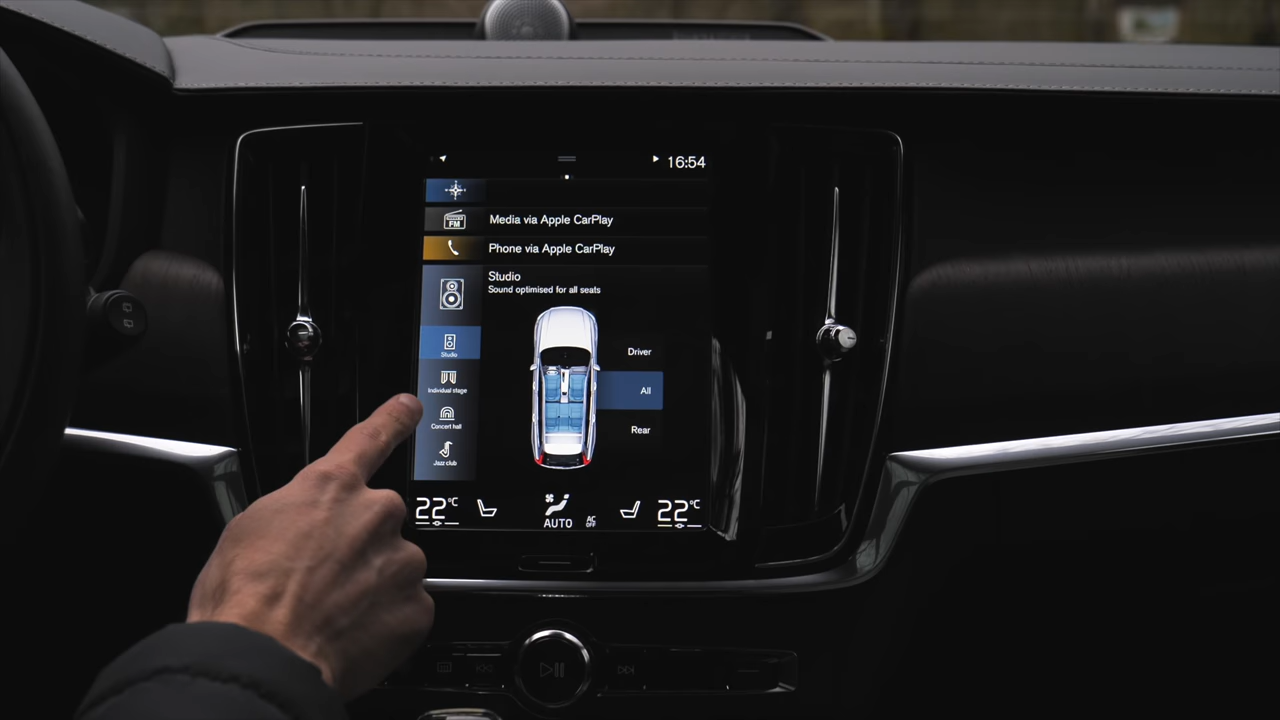 16:54
FM
Media via Apple CarPlay
Phone via Apple CarPlay
Studio
Sound optimised for all seats
Studio
Individual stage
Concert hall
Jazz club
Driver
All
Rear
22°C
AUTO
AC
OFF
22°C